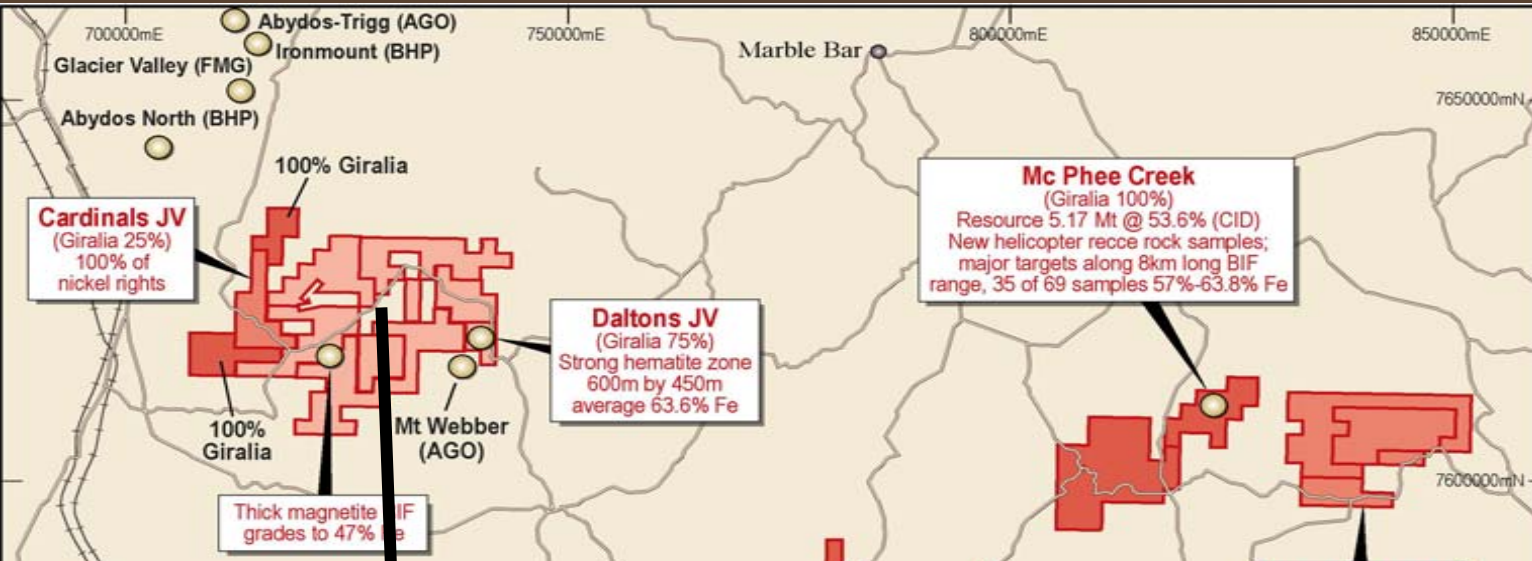 700000mE
750000mE
800000mE
850000mE
Abydos-Trigg (AGO)
Ironmount (BHP)
Glacier Valley (FMG)
Abydos North (BHP)
Marble Bar
7650000mN
100% Giralia
Cardinals JV
(Giralia 25%)
100% of
nickel rights
Mc Phee Creek
(Giralia 100%)
Resource 5.17 Mt @ 53.6% (CID)
New helicopter recce rock samples;
major targets along 8km long BIF
range, 35 of 69 samples 57%-63.8% Fe
Daltons JV
(Giralia 75%)
Strong hematite zone
600m by 450m
average 63.6% Fe
100%
Giralia
Mt Webber
(AGO)
7600000mN
Thick magnetite
grades to 47%